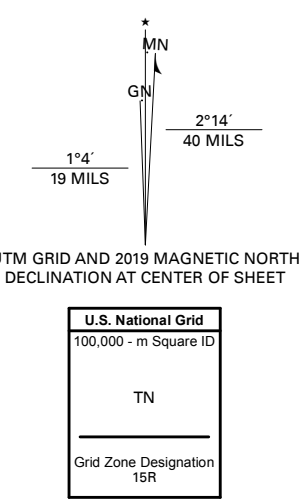 ★
MN
GN
2°14´
40 MILS
1°4´
19 MILS
UTM GRID AND 2019 MAGNETIC NORTH
DECLINATION AT CENTER OF SHEET
U.S. National Grid
100,000 - m Square ID
TN
Grid Zone Designation
15R